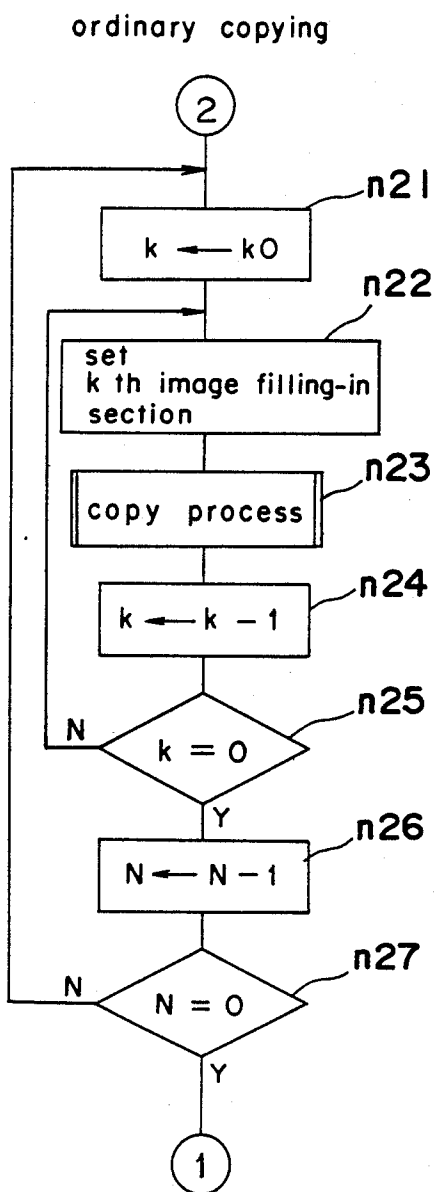 ordinary copying
2
n21
k ← k0
n22
set
k th image filling-in
section
n23
copy process
n24
k ← k - 1
n25
N
k = 0
Y
n26
N ← N - 1
n27
N
N = 0
Y
1